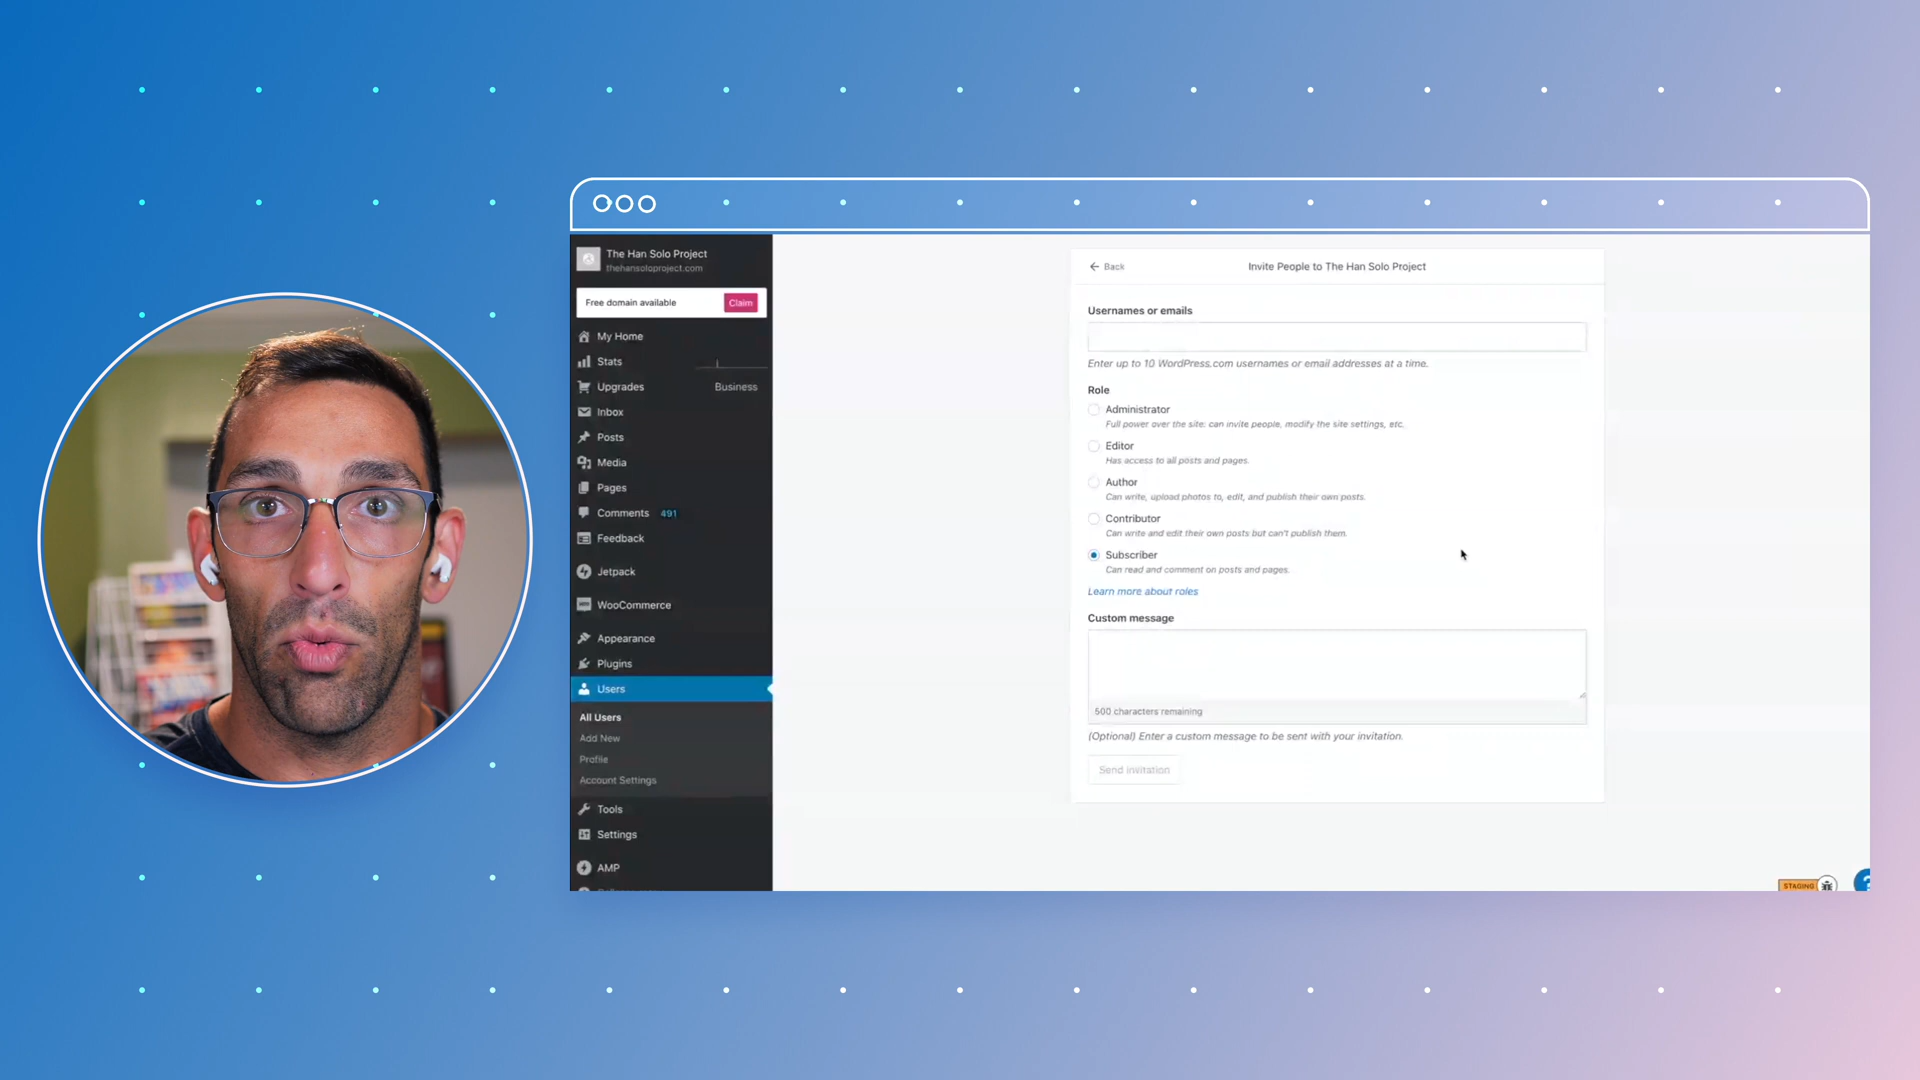 The Han Solo Project
thehansoloproject.com
Free domain available
Claim
My Home
Stats
Upgrades
Business
Inbox
Posts
Media
Pages
Comments 491
Feedback
Jetpack
WooCommerce
Appearance
Plugins
Users
All Users
Add New
Profile
Account Settings
Tools
Settings
AMP
Back
Invite People to The Han Solo Project
Usernames or emails
Enter up to 10 WordPress.com usernames or email addresses at a time.
Role
Administrator
Full power over the site: can invite people, modify the site settings, etc.
Editor
Has access to all posts and pages.
Author
Can write, upload photos to, edit, and publish their own posts.
Contributor
Can write and edit their own posts but can't publish them.
Subscriber
Can read and comment on posts and pages.
Learn more about roles
Custom message
500 characters remaining
(Optional) Enter a custom message to be sent with your invitation.
Send invitation
STAGING
?